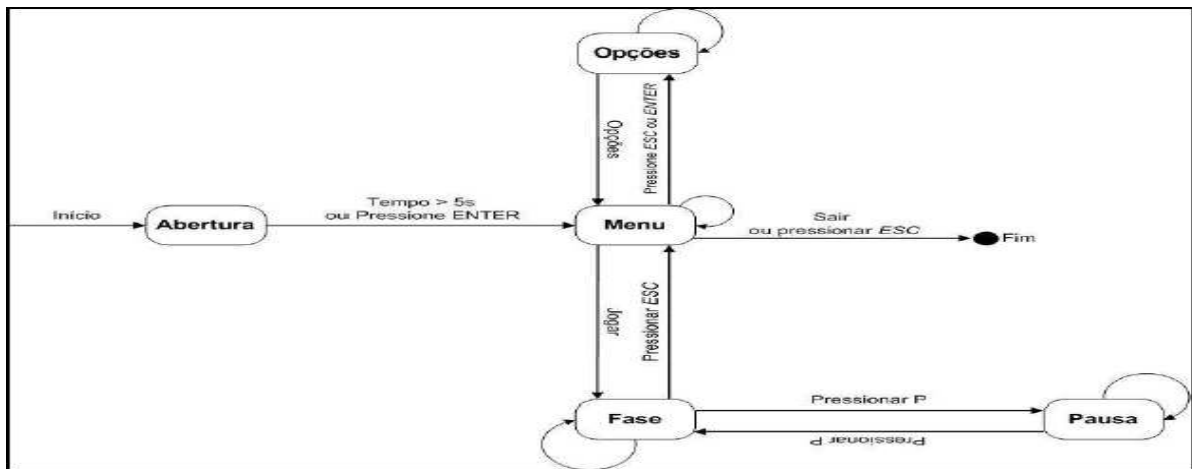 Opções
Opções
Pressione ESC ou ENTER
Início
Abertura
Tempo > 5s
ou Pressione ENTER
Menu
Sair
ou pressionar ESC
Fim
Jogar
Pressionar ESC
Fase
Pressionar P
Pressionar P
Pausa